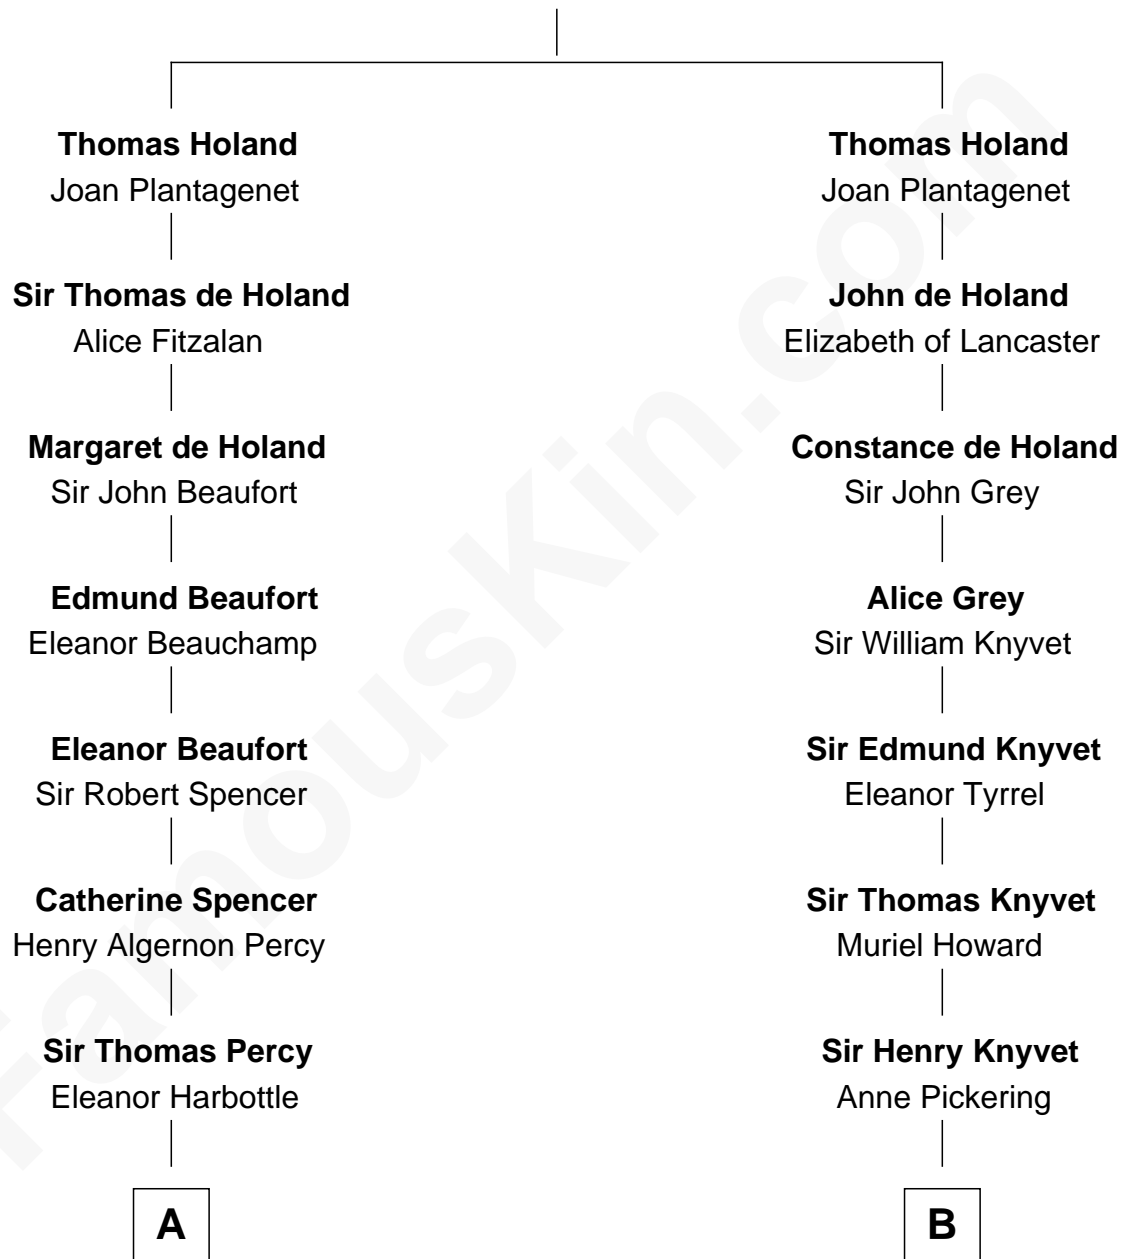 Thomas Holand
Joan Plantagenet
Sir Thomas de Holand
Alice Fitzalan
Margaret de Holand
Sir John Beaufort
Edmund Beaufort
Eleanor Beauchamp
Eleanor Beaufort
Sir Robert Spencer
Catherine Spencer
Henry Algernon Percy
Sir Thomas Percy
Eleanor Harbottle
A
Thomas Holand
Joan Plantagenet
John de Holand
Elizabeth of Lancaster
Constance de Holand
Sir John Grey
Alice Grey
Sir William Knyvet
Sir Edmund Knyvet
Eleanor Tyrrel
Sir Thomas Knyvet
Muriel Howard
Sir Henry Knyvet
Anne Pickering
B
FamousKin.com